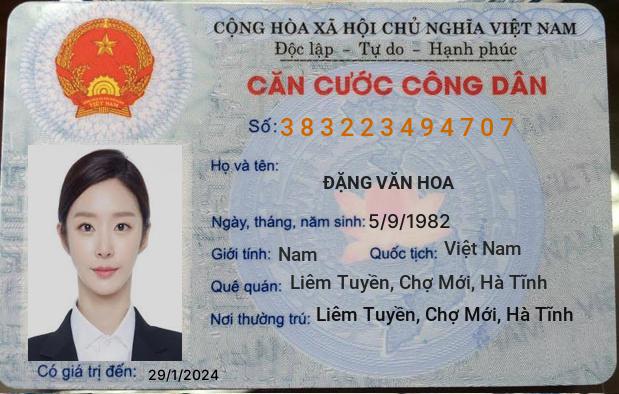 CỘNG HÒA XÃ HỘI CHỦ NGHĨA VIỆT NAM
Độc lập - Tự do - Hạnh phúc
CĂN CƯỚC CÔNG DÂN
Số: 383223494707
Họ và tên:
ĐẶNG VĂN HOA
Ngày, tháng, năm sinh: 5/9/1982
Giới tính: Nam Quốc tịch: Việt Nam
Quê quán: Liêm Tuyền, Chợ Mới, Hà Tĩnh
Nơi thường trú: Liêm Tuyền, Chợ Mới, Hà Tĩnh
Có giá trị đến: 29/1/2024
VIỆT NAM